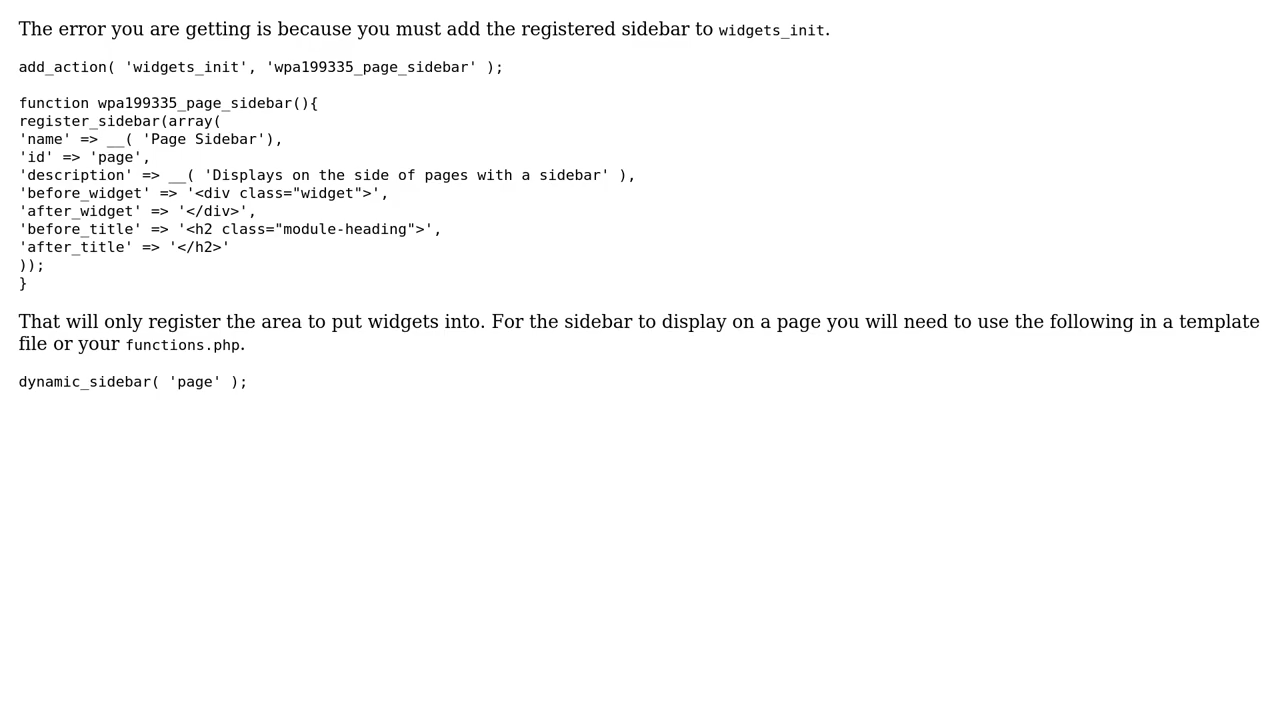 The error you are getting is because you must add the registered sidebar to widgets_init.
add_action( 'widgets_init', 'wpa199335_page_sidebar' );
function wpa199335_page_sidebar(){
register_sidebar(array(
'name' => __( 'Page Sidebar'),
'id' => 'page',
'description' => __( 'Displays on the side of pages with a sidebar' ),
'before_widget' => '<div class="widget">',
'after_widget' => '</div>',
'before_title' => '<h2 class="module-heading">',
'after_title' => '</h2>'
));
}
That will only register the area to put widgets into. For the sidebar to display on a page you will need to use the following in a template
file or your functions.php.
dynamic_sidebar( 'page' );